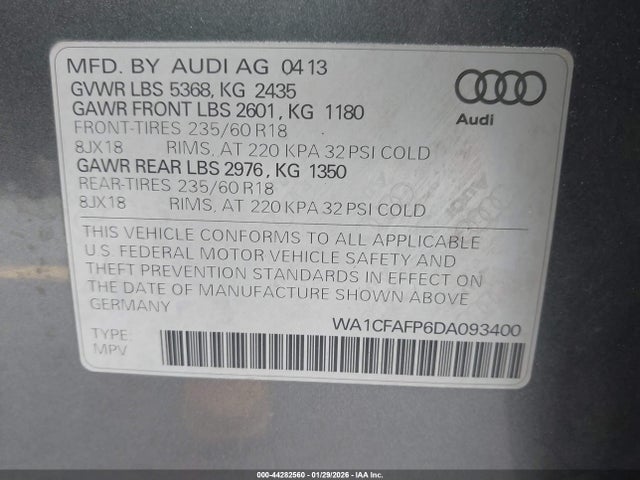 MFD. BY AUDI AG 0413
GVWR LBS 5368, KG 2435
GAWR FRONT LBS 2601, KG 1180
FRONT-TIRES 235/60 R18
8JX18 RIMS, AT 220 KPA 32 PSI COLD
GAWR REAR LBS 2976, KG 1350
REAR-TIRES 235/60 R18
8JX18 RIMS, AT 220 KPA 32 PSI COLD
Audi
THIS VEHICLE CONFORMS TO ALL APPLICABLE
U.S. FEDERAL MOTOR VEHICLE SAFETY AND
THEFT PREVENTION STANDARDS IN EFFECT ON
THE DATE OF MANUFACTURE SHOWN ABOVE
GERMANY
WA1CFAFP6DA093400
TYPE:
MPV
000-44282560 - 01/29/2026 - IAA Inc.